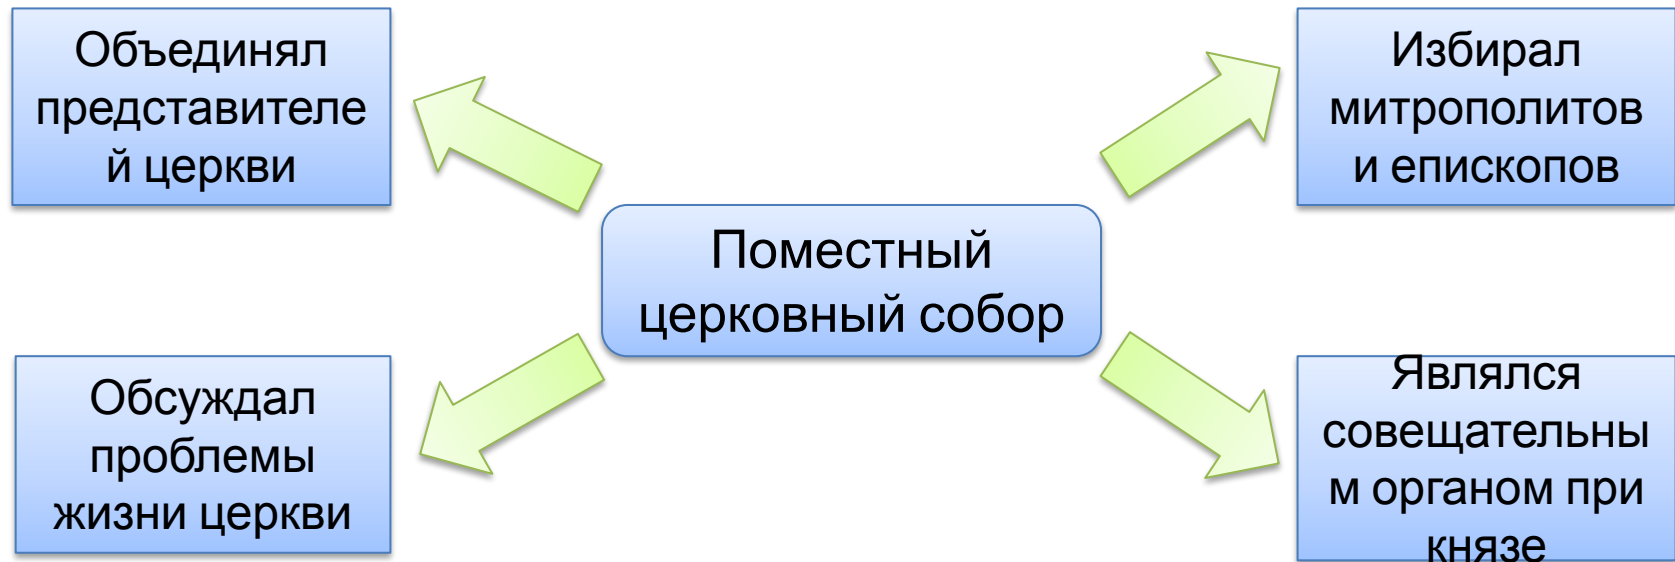 Объединял
представителе
й церкви
Избирал
митрополитов
и епископов
Поместный
церковный собор
Обсуждал
проблемы
жизни церкви
Являлся
совещательны
м органом при
князе